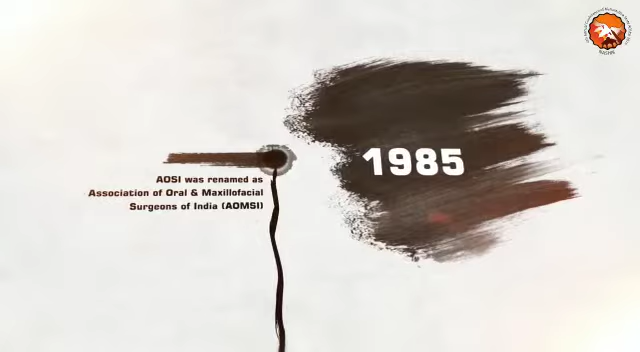 AOSI was renamed as
Association of Oral & Maxillofacial
Surgeons of India (AOMSI)
1985